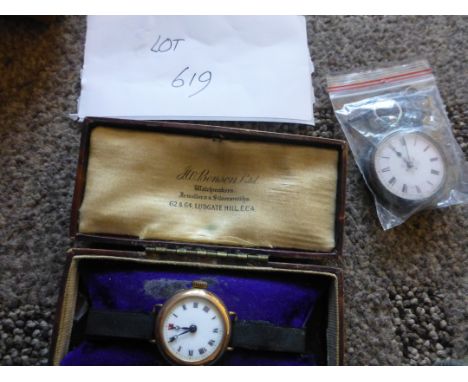 LOT
619
J.W. Benson Ltd
Watchmakers
Jewellers & Silversmiths
62 & 64, LUDGATE HILL, E.C.4.